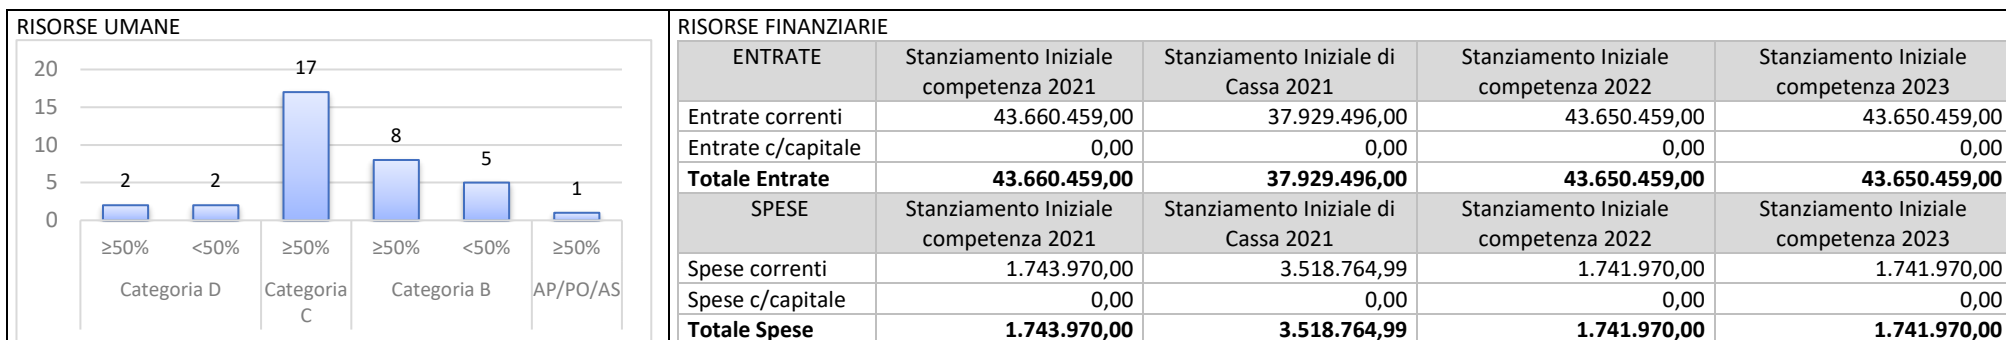 RISORSE UMANE
20
15
10
5
0
2
2
17
8
5
1
≥50%
<50%
≥50%
≥50%
<50%
≥50%
Categoria D
Categoria
C
Categoria B
AP/PO/AS
RISORSE FINANZIARIE
ENTRATE Stanziamento Iniziale Stanziamento Iniziale di Stanziamento Iniziale Stanziamento Iniziale
competenza 2021 Cassa 2021 competenza 2022 competenza 2023
Entrate correnti 43.660.459,00 37.929.496,00 43.650.459,00 43.650.459,00
Entrate c/capitale 0,00 0,00 0,00 0,00
Totale Entrate 43.660.459,00 37.929.496,00 43.650.459,00 43.650.459,00
SPESE Stanziamento Iniziale Stanziamento Iniziale di Stanziamento Iniziale Stanziamento Iniziale
competenza 2021 Cassa 2021 competenza 2022 competenza 2023
Spese correnti 1.743.970,00 3.518.764,99 1.741.970,00 1.741.970,00
Spese c/capitale 0,00 0,00 0,00 0,00
Totale Spese 1.743.970,00 3.518.764,99 1.741.970,00 1.741.970,00